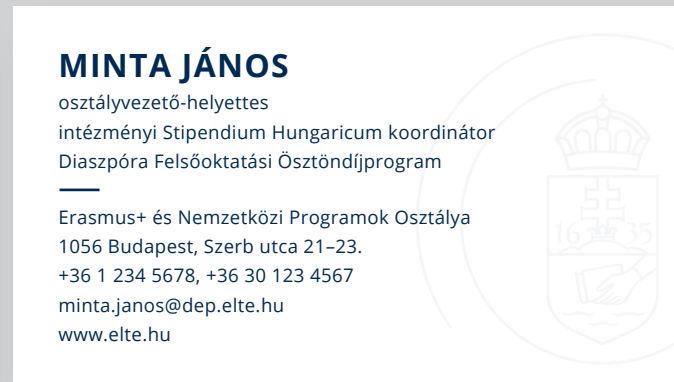 MINTA JÁNOS
osztályvezető-helyettes
intézményi Stipendium Hungaricum koordinátor
Diaszpóra Felsőoktatási Ösztöndíjprogram
Erasmus+ és Nemzetközi Programok Osztálya
1056 Budapest, Szerb utca 21–23.
+36 1 234 5678, +36 30 123 4567
minta.janos@dep.elte.hu
www.elte.hu
16 35